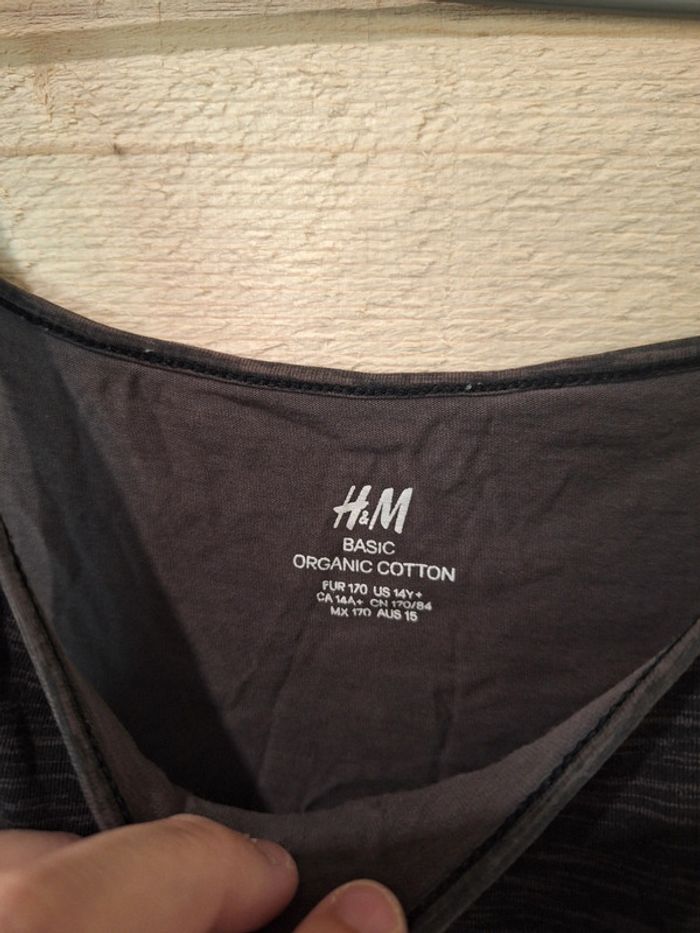 H&M
BASIC
ORGANIC COTTON
EUR 170 US 14Y+
CA 14A+ CN 170/84
MX 170 AUS 15